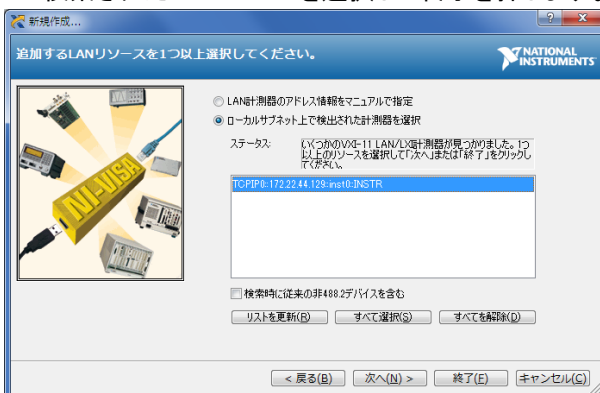 新規作成...
追加するLANリソースを1つ以上選択してください。
NATIONAL
INSTRUMENTS
NI-VISA
LAN計測器のアドレス情報をマニュアルで指定
ローカルサブネット上で検出された計測器を選択
ステータス:
いくつかのVXI-11 LAN/LXI計測器が見つかりました。1つ
以上のリソースを選択して「次へ」または「終了」をクリックし
てください。
TCPIP0::172.22.44.129::inst0::INSTR
検索時に従来の非488.2デバイスを含む
リストを更新(R)
すべて選択(S)
すべてを解除(D)
< 戻る(B)
次へ(N) >
終了(F)
キャンセル(C)